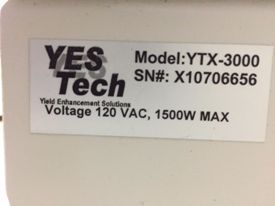 YES Tech
Yield Enhancement Solutions
Model:YTX-3000
SN#: X10706656
Voltage 120 VAC, 1500W MAX